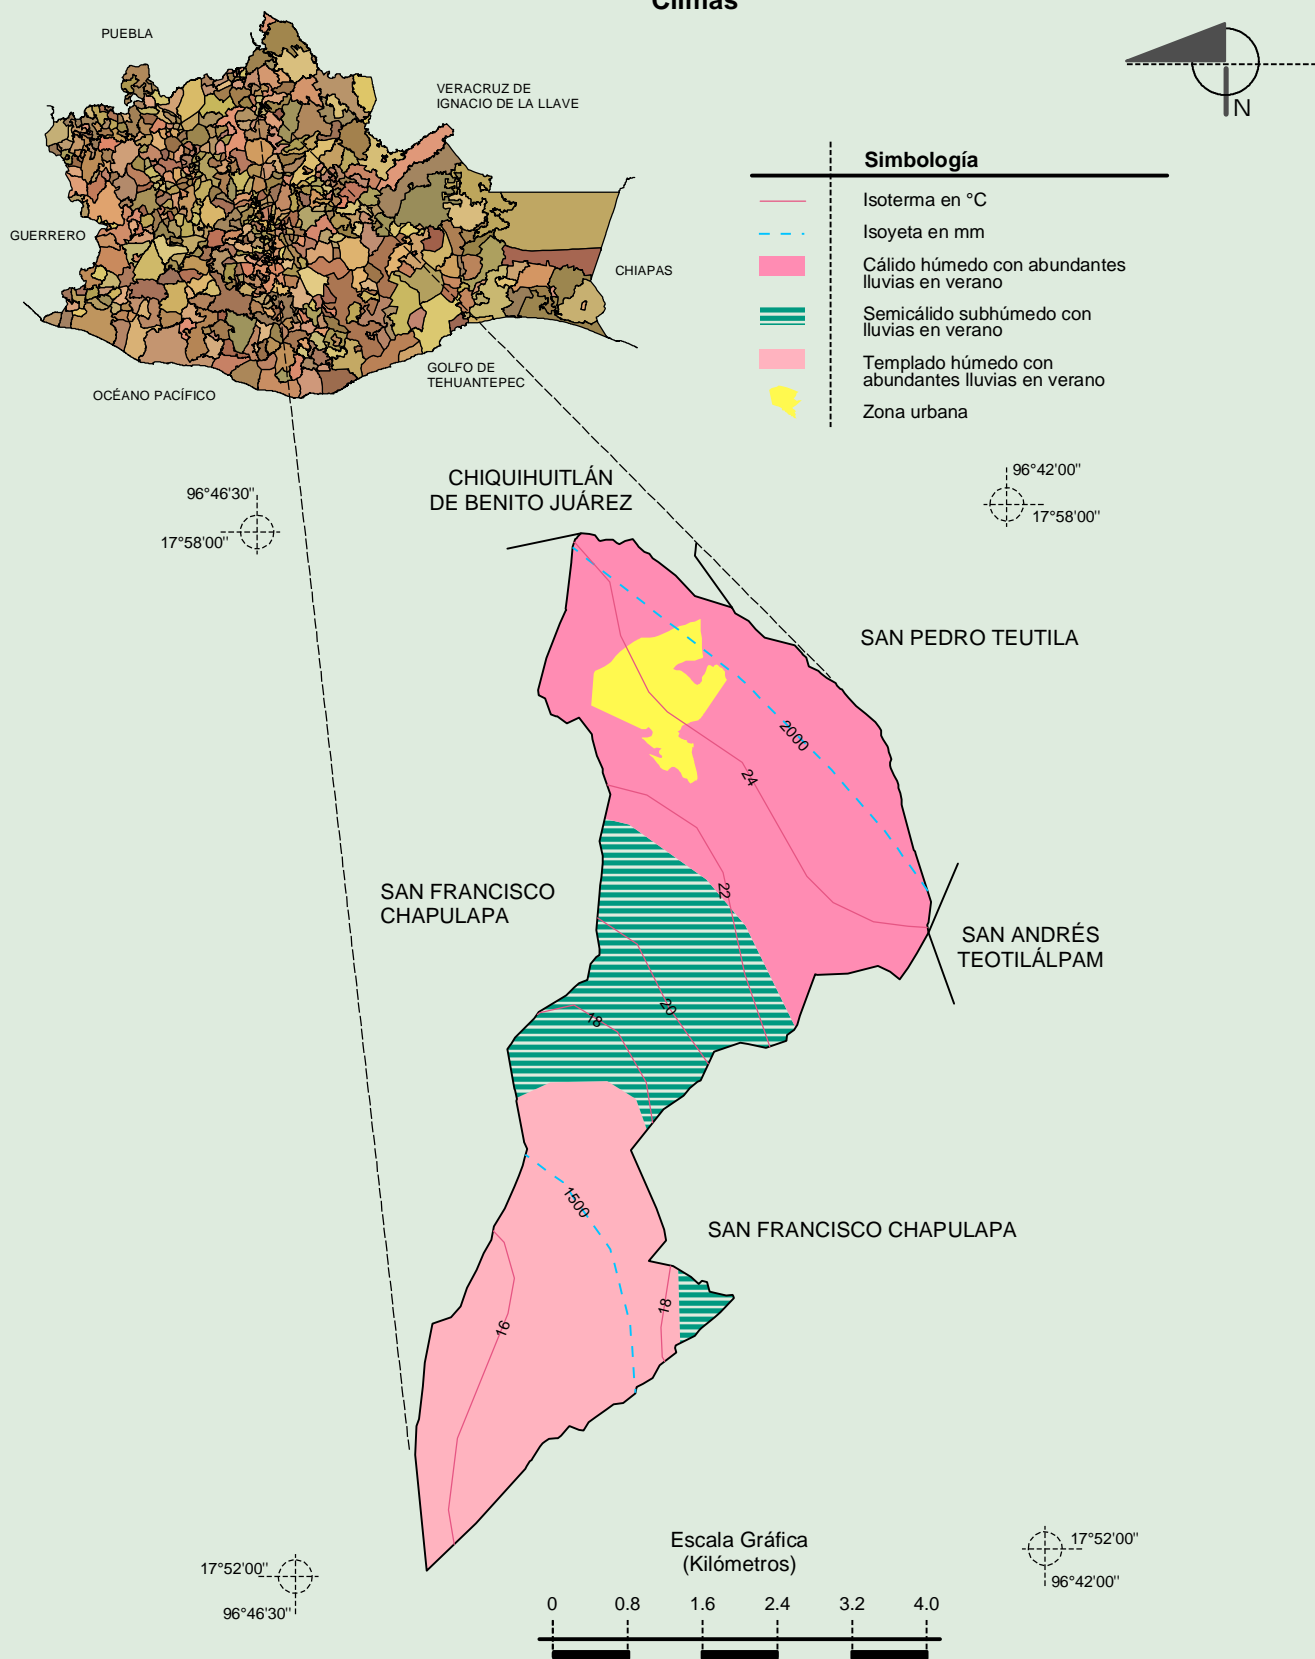 Climas
PUEBLA
VERACRUZ DE
IGNACIO DE LA LLAVE
GUERRERO
CHIAPAS
GOLFO DE
TEHUANTEPEC
OCÉANO PACÍFICO
N
Simbología
Isoterma en °C
Isoyeta en mm
Cálido húmedo con abundantes
lluvias en verano
Semicálido subhúmedo con
lluvias en verano
Templado húmedo con
abundantes lluvias en verano
Zona urbana
96°46'30"
17°58'00"
96°42'00"
17°58'00"
CHIQUIHUITLÁN
DE BENITO JUÁREZ
SAN PEDRO TEUTILA
2000
24
22
SAN FRANCISCO
CHAPULAPA
SAN ANDRÉS
TEOTILÁLPAM
20
18
1500
SAN FRANCISCO CHAPULAPA
18
16
17°52'00"
96°46'30"
17°52'00"
96°42'00"
Escala Gráfica
(Kilómetros)
0 0.8 1.6 2.4 3.2 4.0